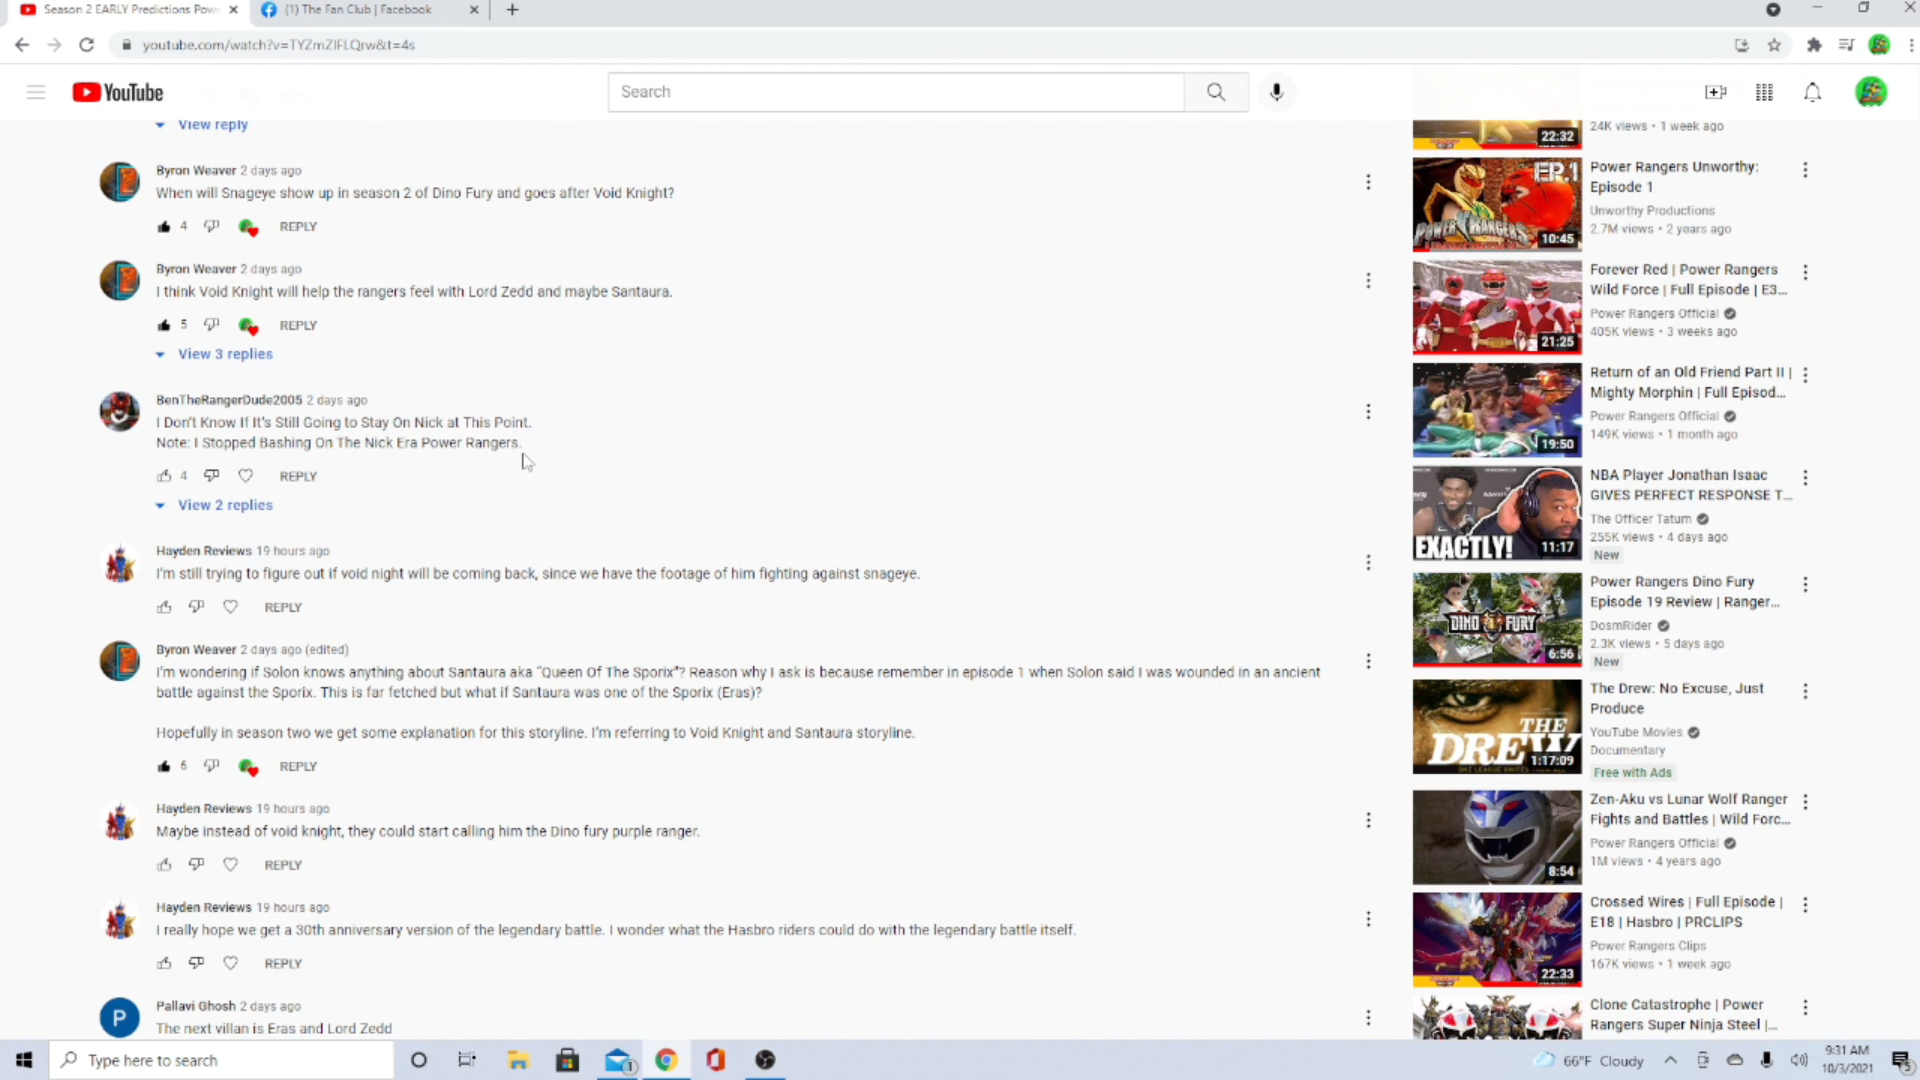 Season 2 EARLY Predictions Powe
(1) The Fan Club | Facebook
youtube.com/watch?v=TYZmZIFLQrw&t=4s
YouTube
Search
View reply
Byron Weaver 2 days ago
When will Snageye show up in season 2 of Dino Fury and goes after Void Knight?
4 REPLY
Byron Weaver 2 days ago
I think Void Knight will help the rangers feel with Lord Zedd and maybe Santaura.
5 REPLY
View 3 replies
BenTheRangerDude2005 2 days ago
I Don't Know If It's Still Going to Stay On Nick at This Point.
Note: I Stopped Bashing On The Nick Era Power Rangers.
4 REPLY
View 2 replies
Hayden Reviews 19 hours ago
I'm still trying to figure out if void night will be coming back, since we have the footage of him fighting against snageye.
REPLY
Byron Weaver 2 days ago (edited)
I'm wondering if Solon knows anything about Santaura aka "Queen Of The Sporix"? Reason why I ask is because remember in episode 1 when Solon said I was wounded in an ancient
battle against the Sporix. This is far fetched but what if Santaura was one of the Sporix (Eras)?
Hopefully in season two we get some explanation for this storyline. I'm referring to Void Knight and Santaura storyline.
6 REPLY
Hayden Reviews 19 hours ago
Maybe instead of void knight, they could start calling him the Dino fury purple ranger.
REPLY
Hayden Reviews 19 hours ago
I really hope we get a 30th anniversary version of the legendary battle. I wonder what the Hasbro riders could do with the legendary battle itself.
REPLY
P
Pallavi Ghosh 2 days ago
The next villan is Eras and Lord Zedd
22:32
24K views • 1 week ago
EP.1
POWER RANGERS
10:45
Power Rangers Unworthy:
Episode 1
Unworthy Productions
2.7M views • 2 years ago
21:25
Forever Red | Power Rangers
Wild Force | Full Episode | E3...
Power Rangers Official
405K views • 3 weeks ago
19:50
Return of an Old Friend Part II |
Mighty Morphin | Full Episod...
Power Rangers Official
149K views • 1 month ago
EXACTLY!
11:17
NBA Player Jonathan Isaac
GIVES PERFECT RESPONSE T...
The Officer Tatum
255K views • 4 days ago
New
DINO FURY
6:56
Power Rangers Dino Fury
Episode 19 Review | Ranger...
DosmRider
2.3K views • 5 days ago
New
THE
DREW
1:17:09
The Drew: No Excuse, Just
Produce
YouTube Movies
Documentary
Free with Ads
8:54
Zen-Aku vs Lunar Wolf Ranger
Fights and Battles | Wild Forc...
Power Rangers Official
1M views • 4 years ago
22:33
Crossed Wires | Full Episode |
E18 | Hasbro | PRCLIPS
Power Rangers Clips
167K views • 1 week ago
Clone Catastrophe | Power
Rangers Super Ninja Steel |...
Type here to search
1
66°F Cloudy
9:31 AM
10/3/2021
5